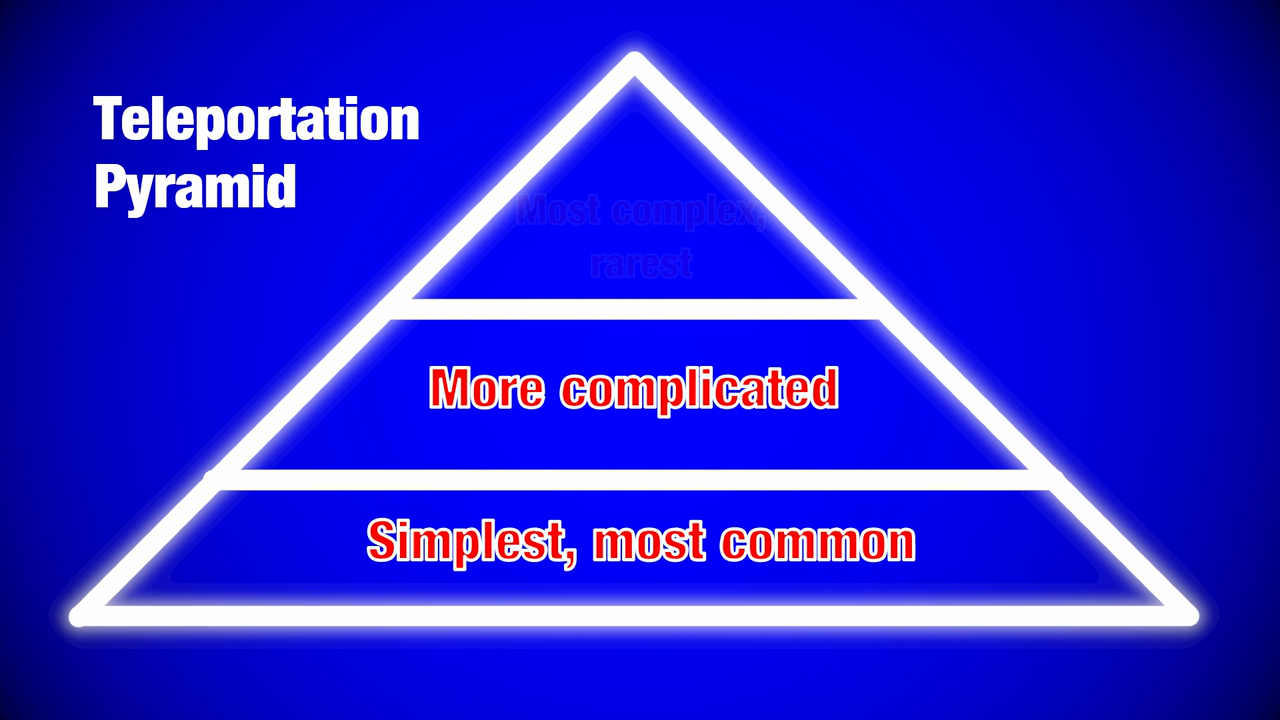 Teleportation
Pyramid
Most complex,
rarest
More complicated
Simplest, most common